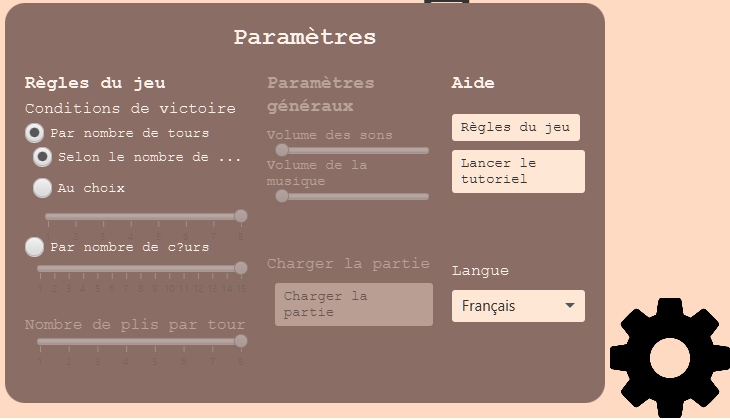 Paramètres
Règles du jeu
Conditions de victoire
Par nombre de tours
Selon le nombre de ...
Au choix
Par nombre de c?urs
1 2 3 4 5 6 7 8 9 10 11 12 13 14 15
Nombre de plis par tour
Paramètres
généraux
Volume des sons
Volume de la
musique
Charger la partie
Charger la
partie
Aide
Règles du jeu
Lancer le
tutoriel
Langue
Français